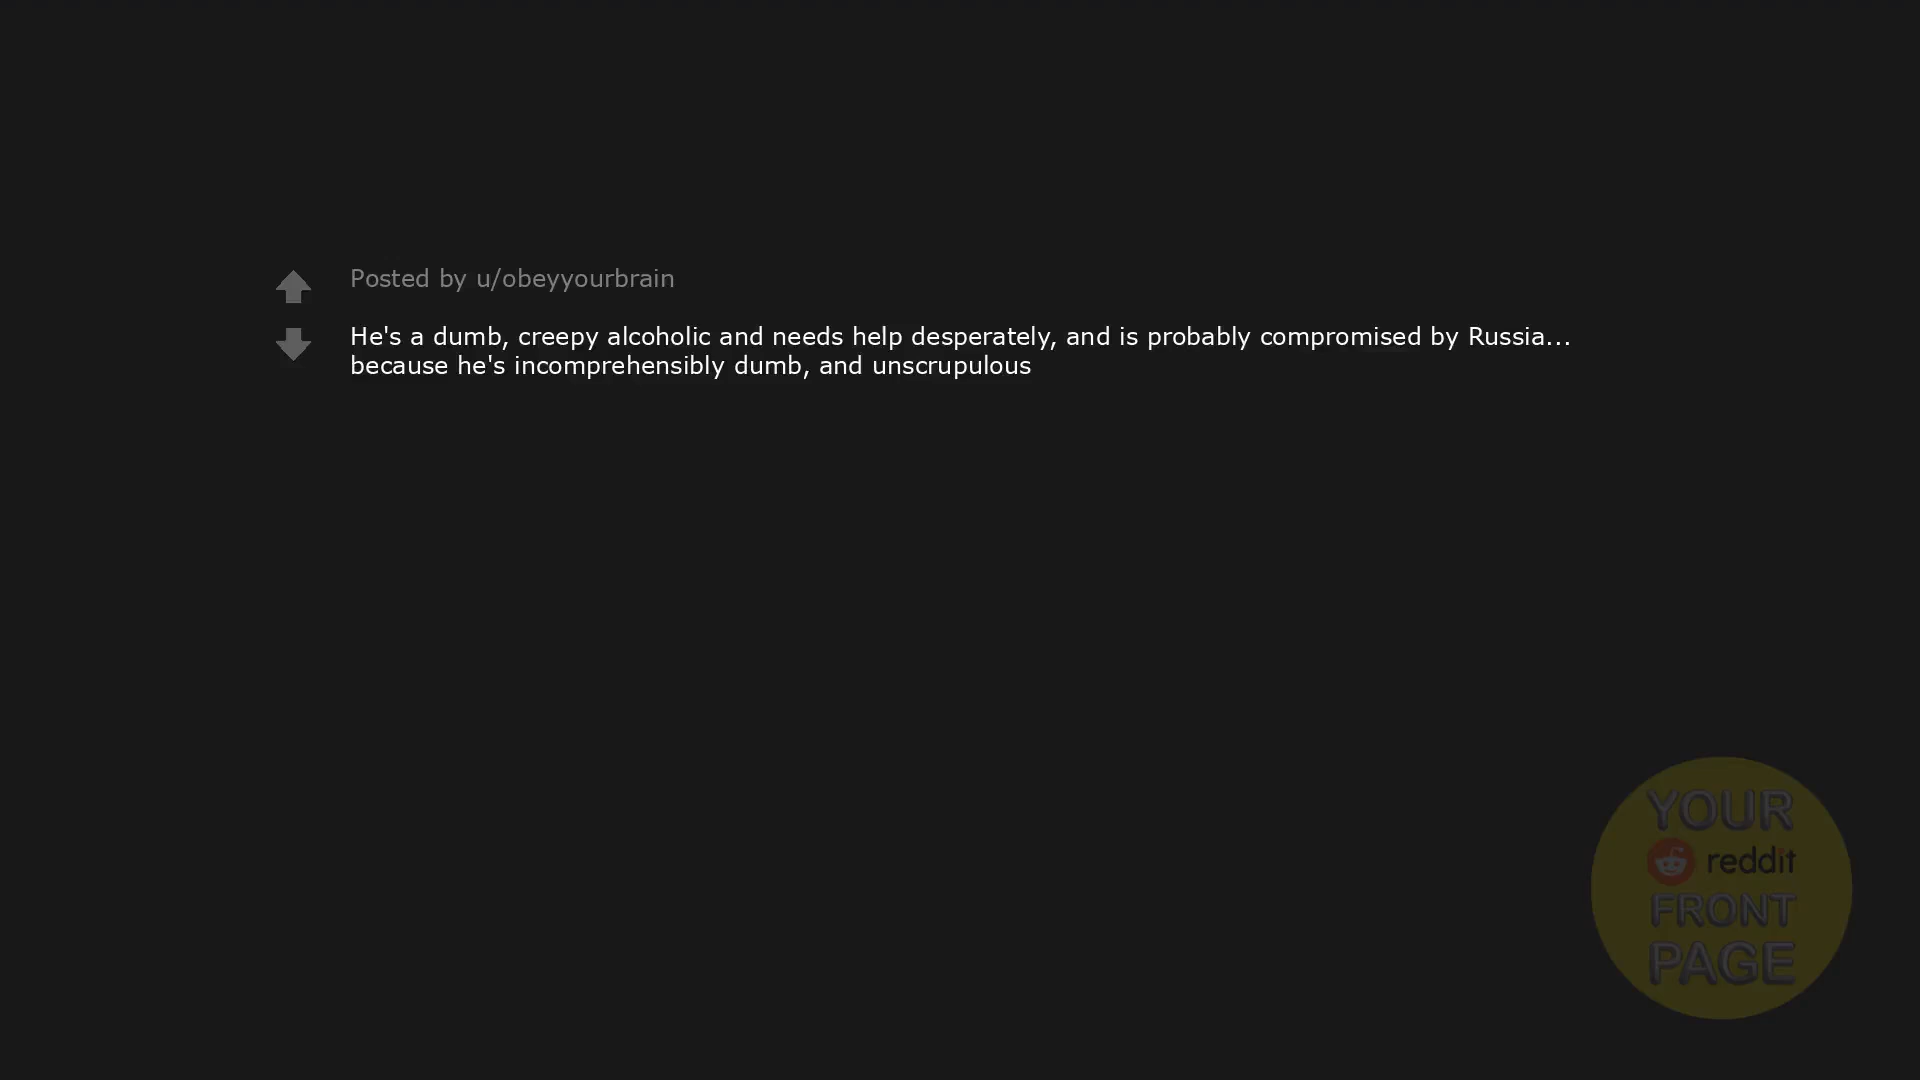 Posted by u/obeyyourbrain
He's a dumb, creepy alcoholic and needs help desperately, and is probably compromised by Russia...
because he's incomprehensibly dumb, and unscrupulous
YOUR
reddit
FRONT
PAGE